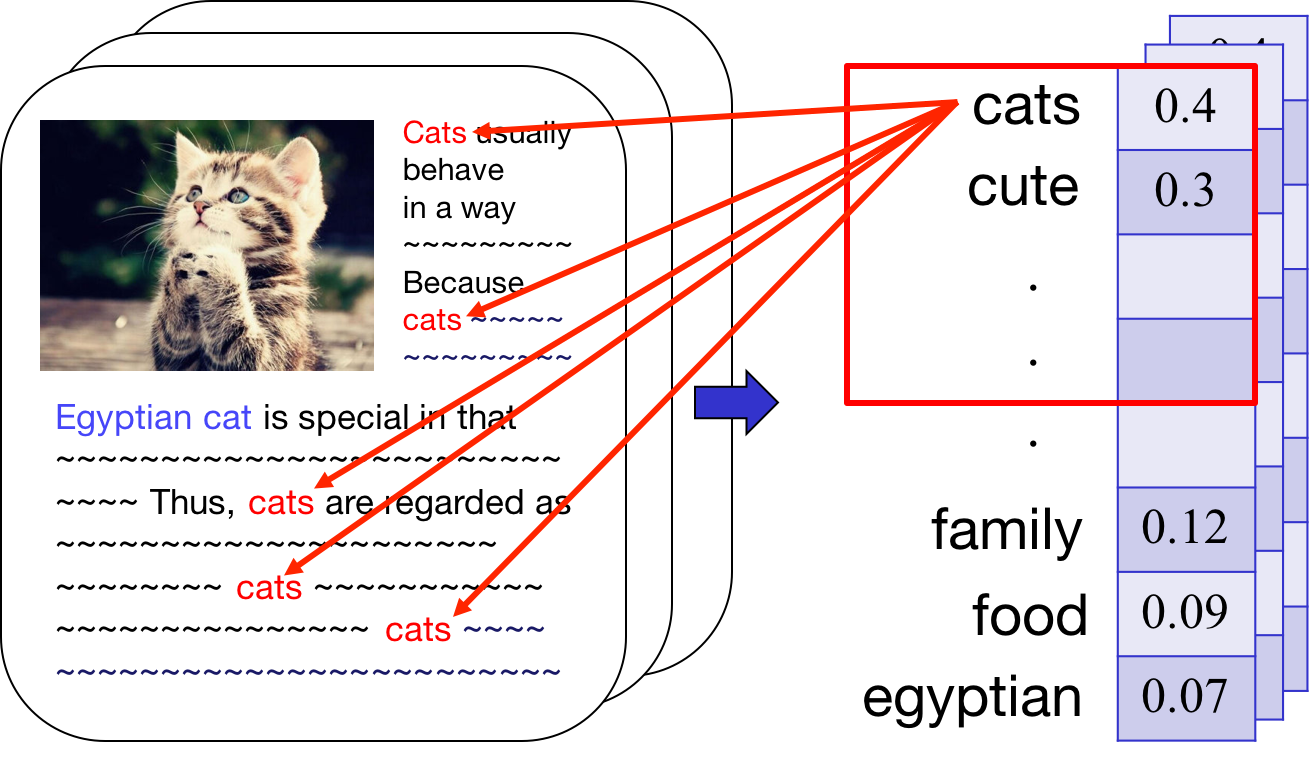 Cats usually
behave
in a way
~~~~~~~~~
Because
cats ~~~~~
~~~~~~~~~
Egyptian cat is special in that
~~~~~~~~~~~~~~~~~~~~~~~~
~~~~ Thus, cats are regarded as
~~~~~~~~~~~~~~~~~~~~~
~~~~~~~~ cats ~~~~~~~~~~~
~~~~~~~~~~~~~~~ cats ~~~~
~~~~~~~~~~~~~~~~~~~~~~~~
cats 0.4
cute 0.3
.
.
.
family 0.12
food 0.09
egyptian 0.07